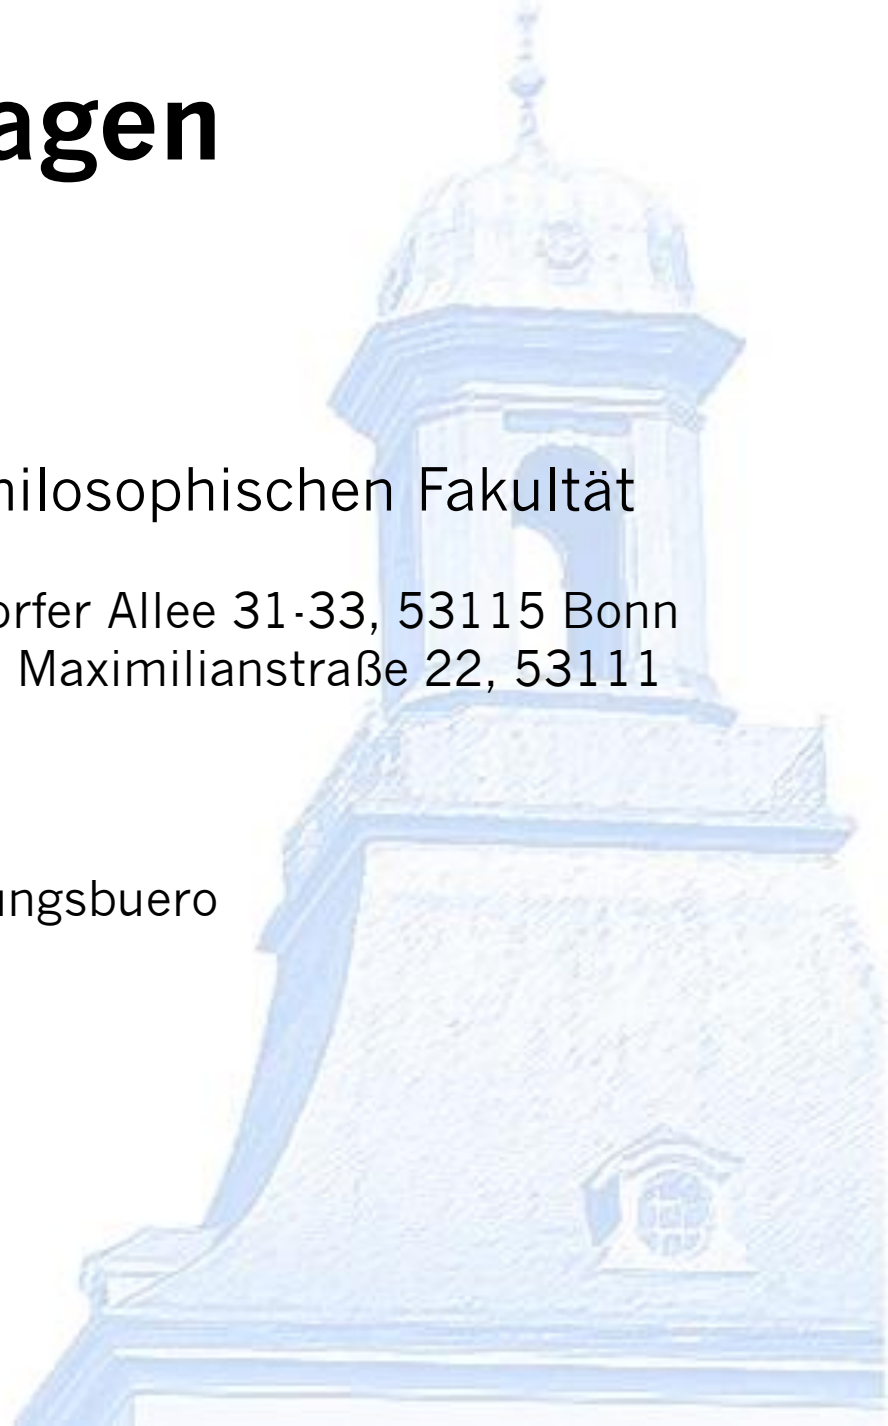 agen
hilosophischen Fakultät
orfer Allee 31-33, 53115 Bonn
Maximilianstraße 22, 53111
ungsbuero